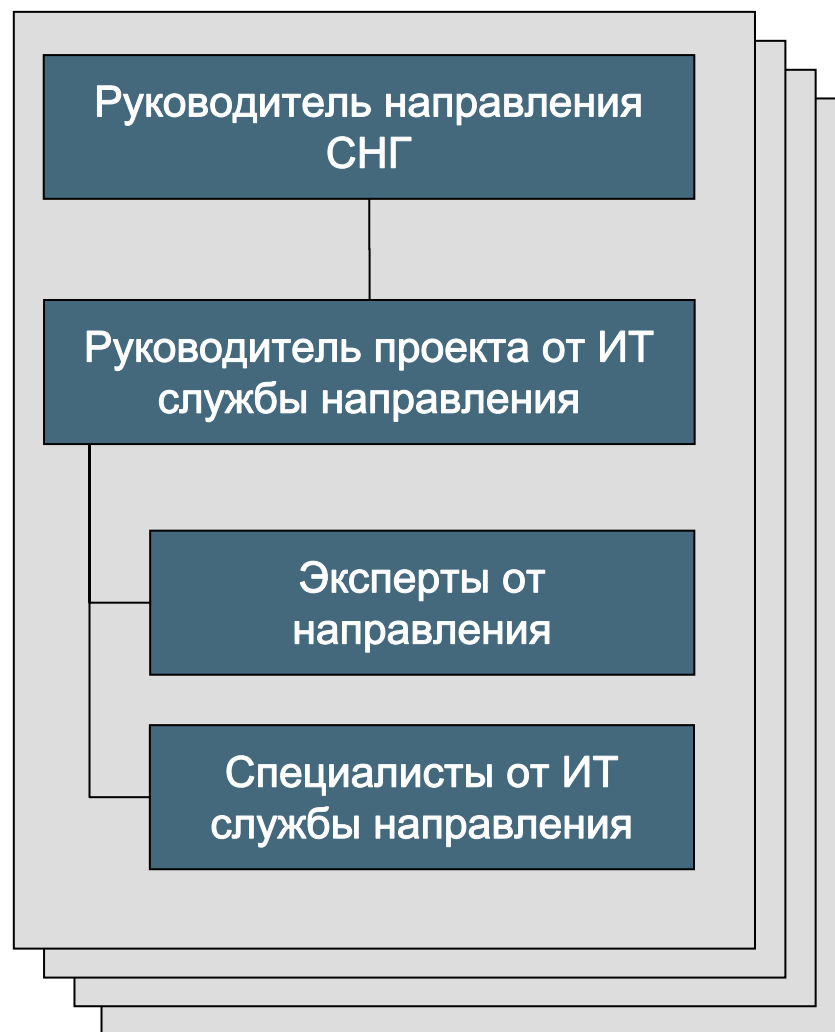 Руководитель направления
СНГ
Руководитель проекта от ИТ
службы направления
Эксперты от
направления
Специалисты от ИТ
службы направления